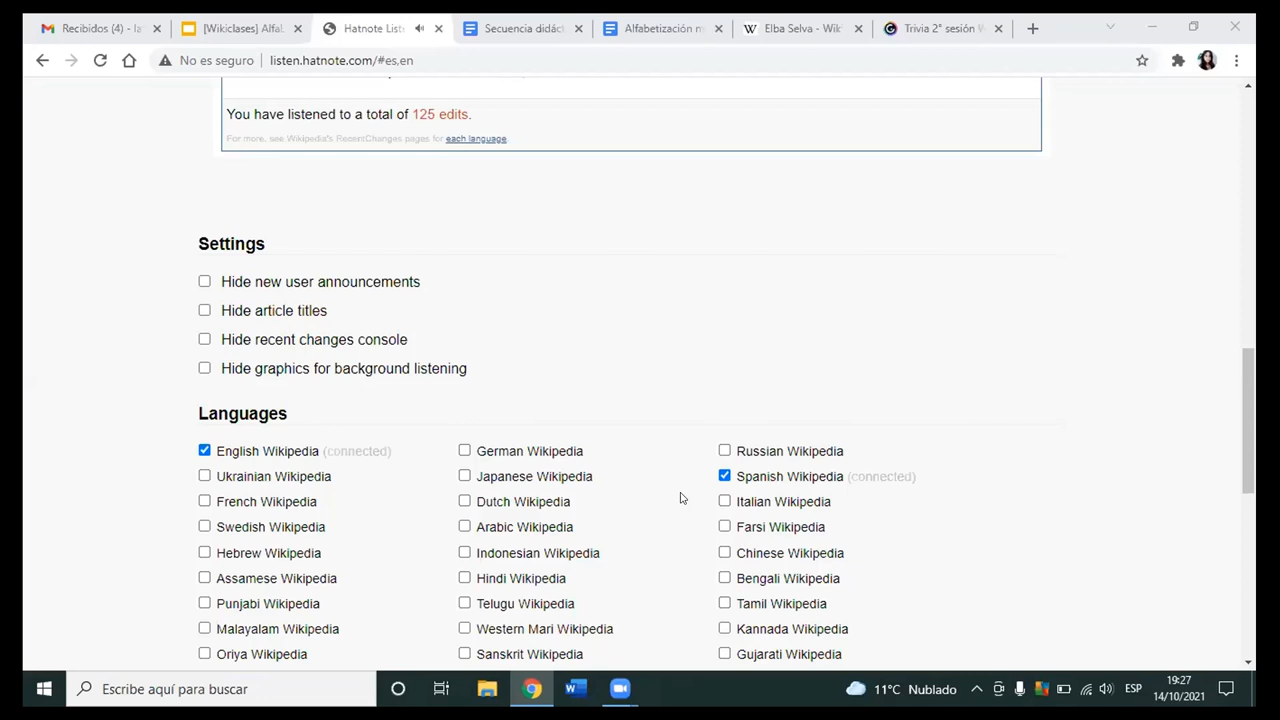 Recibidos (4) - la
[Wikiclases] Alfal
Hatnote List
Secuencia didác
Alfabetización m
Elba Selva - Wik
Trivia 2° sesión W
No es seguro listen.hatnote.com/#es,en
You have listened to a total of 125 edits.
For more, see Wikipedia's RecentChanges pages for each language.
Settings
Hide new user announcements
Hide article titles
Hide recent changes console
Hide graphics for background listening
Languages
English Wikipedia (connected) German Wikipedia Russian Wikipedia
Ukrainian Wikipedia Japanese Wikipedia Spanish Wikipedia (connected)
French Wikipedia Dutch Wikipedia Italian Wikipedia
Swedish Wikipedia Arabic Wikipedia Farsi Wikipedia
Hebrew Wikipedia Indonesian Wikipedia Chinese Wikipedia
Assamese Wikipedia Hindi Wikipedia Bengali Wikipedia
Punjabi Wikipedia Telugu Wikipedia Tamil Wikipedia
Malayalam Wikipedia Western Mari Wikipedia Kannada Wikipedia
Oriya Wikipedia Sanskrit Wikipedia Gujarati Wikipedia
Escribe aquí para buscar
11°C Nublado
ESP
19:27
14/10/2021